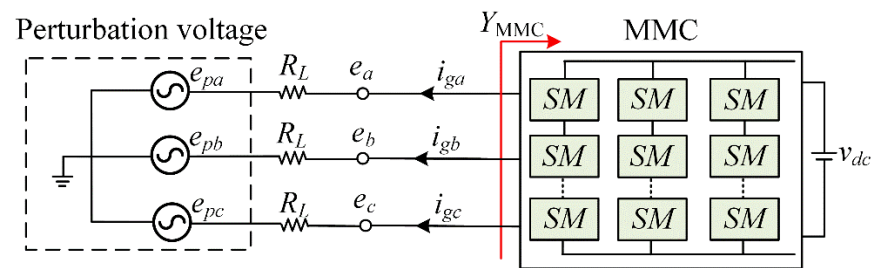 Perturbation voltage
Y_MMC
MMC
e_pa R_L e_a i_ga
SM SM SM
e_pb R_L e_b i_gb
SM SM SM
v_dc
e_pc R_L e_c i_gc
SM SM SM